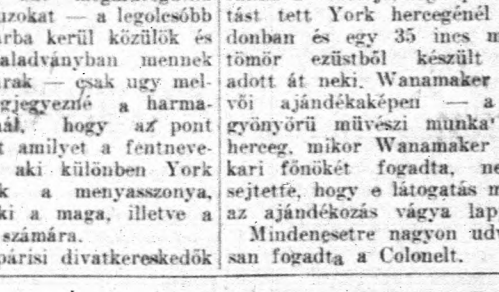 uzokat — a legolcsóbb
árba kerül közülök és
aladványban mennek
arak — csak ugy mel-
gjegyezné a harma-
nál, hogy az pont
t amilyet a fentneve-
aki különben York
k a menyasszonya,
ki a maga, illetve a
számára.
párisi divatkereskedők
tást tett York hercegénél
donban és egy 35 ines m
tömör ezüstből készült
adott át neki. Wanamaker
vői ajándékaképen — a
gyönyörü müvészi munka
herceg, mikor Wanamaker
kari főnökét fogadta, ne
sejtette, hogy e látogatás m
az ajándékozás vágya lap
Mindenesetre nagyon udv
san fogadta a Colonelt.